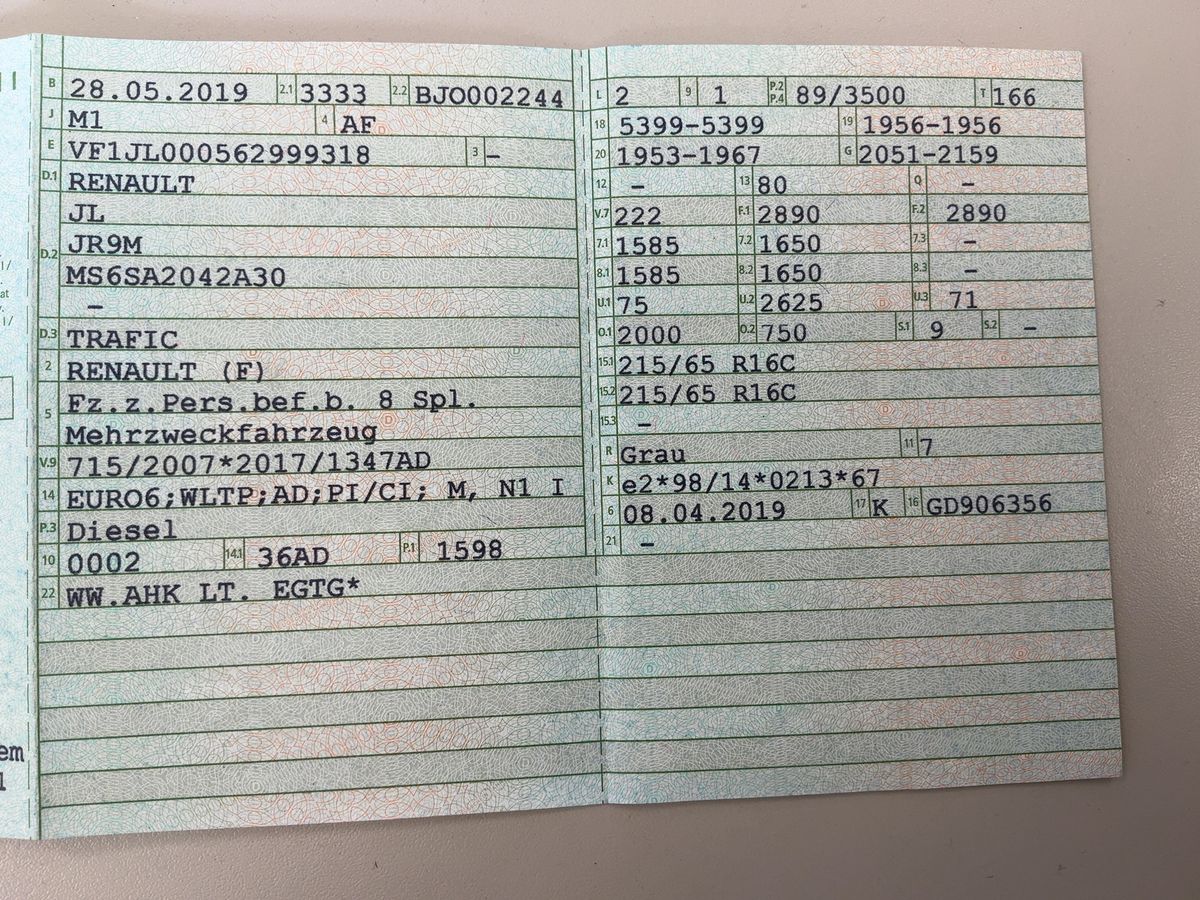 B 28.05.2019 2.1 3333 2.2 BJO002244
J M1 4 AF
E VF1JL000562999318 3 –
D.1 RENAULT
JL
D.2 JR9M
MS6SA2042A30
–
D.3 TRAFIC
2 RENAULT (F)
5 Fz.z.Pers.bef.b. 8 Spl.
Mehrzweckfahrzeug
V.9 715/2007*2017/1347AD
14 EURO6;WLTP;AD;PI/CI; M, N1 I
P.3 Diesel
10 0002 14.1 36AD P.1 1598
22 WW.AHK LT. EGTG*
L 2 9 1 P.2 P.4 89/3500 T 166
18 5399-5399 19 1956-1956
20 1953-1967 G 2051-2159
12 – 13 80 Q –
V.7 222 F.1 2890 F.2 2890
7.1 1585 7.2 1650 7.3 –
8.1 1585 8.2 1650 8.3 –
U.1 75 U.2 2625 U.3 71
O.1 2000 O.2 750 S.1 9 S.2 –
15.1 215/65 R16C
15.2 215/65 R16C
15.3 –
R Grau 11 7
K e2*98/14*0213*67
6 08.04.2019 17 K 16 GD906356
21 –